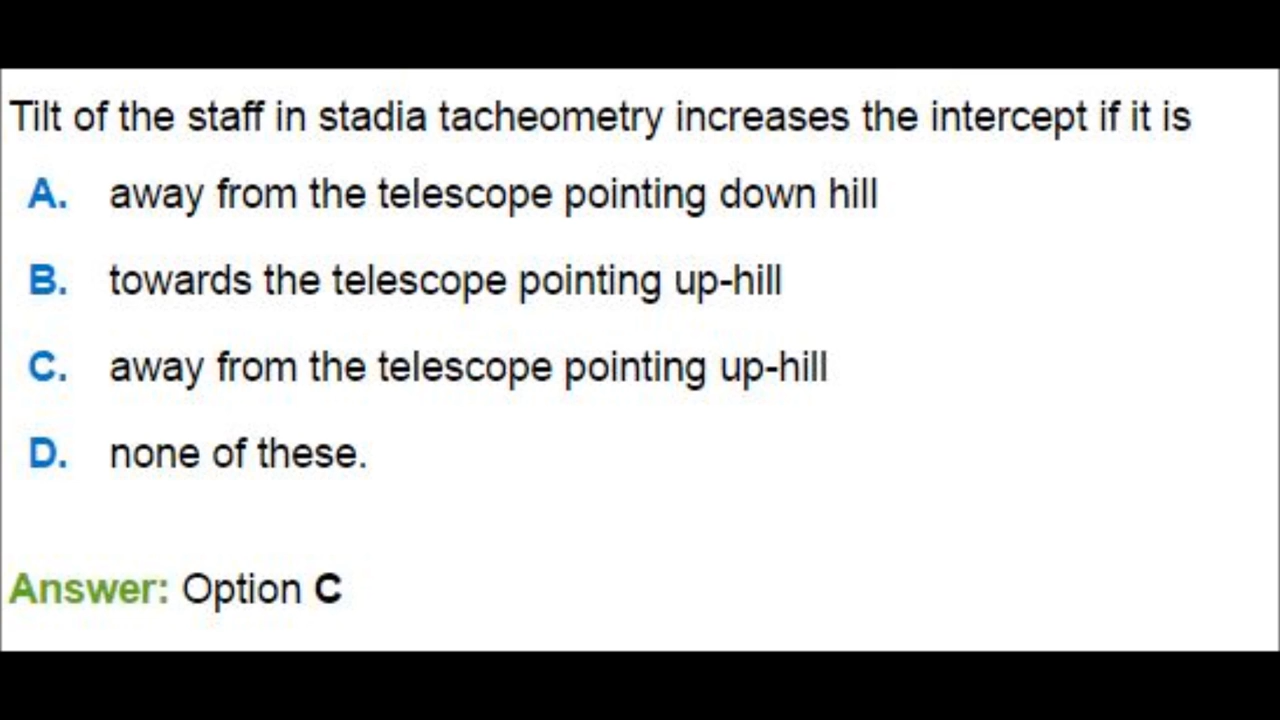 Tilt of the staff in stadia tacheometry increases the intercept if it is
A. away from the telescope pointing down hill
B. towards the telescope pointing up-hill
C. away from the telescope pointing up-hill
D. none of these.
Answer: Option C